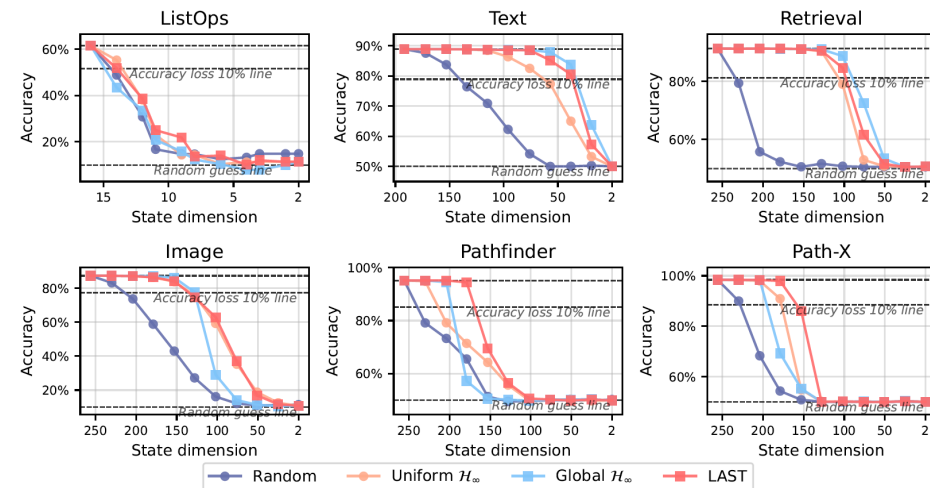 ListOps
Text
Retrieval
60%
40%
20%
Accuracy
Accuracy loss 10% line
Random guess line
15
10
5
2
State dimension
90%
80%
70%
60%
50%
Accuracy
Accuracy loss 10% line
Random guess line
200
150
100
50
2
State dimension
80%
60%
Accuracy
Accuracy loss 10% line
Random guess line
250
200
150
100
50
2
State dimension
Image
Pathfinder
Path-X
80%
60%
40%
20%
Accuracy
Accuracy loss 10% line
Random guess line
250
200
150
100
50
2
State dimension
100%
80%
60%
Accuracy
Accuracy loss 10% line
Random guess line
250
200
150
100
50
2
State dimension
100%
80%
60%
Accuracy
Accuracy loss 10% line
Random guess line
250
200
150
100
50
2
State dimension
Random
Uniform ℋ∞
Global ℋ∞
LAST